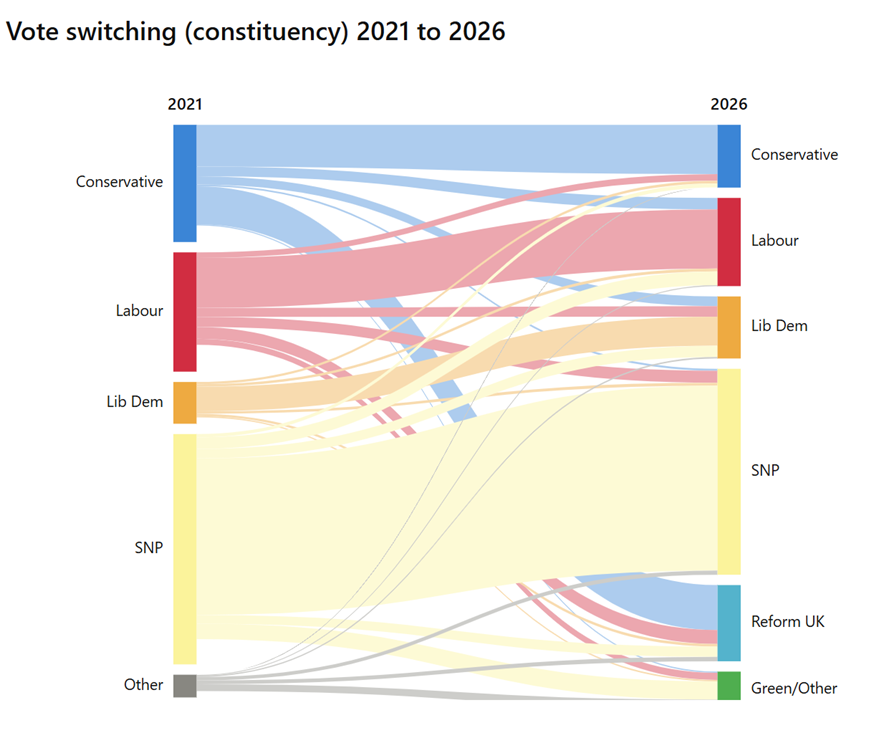 Vote switching (constituency) 2021 to 2026
2021
2026
Conservative
Labour
Lib Dem
SNP
Other
Conservative
Labour
Lib Dem
SNP
Reform UK
Green/Other